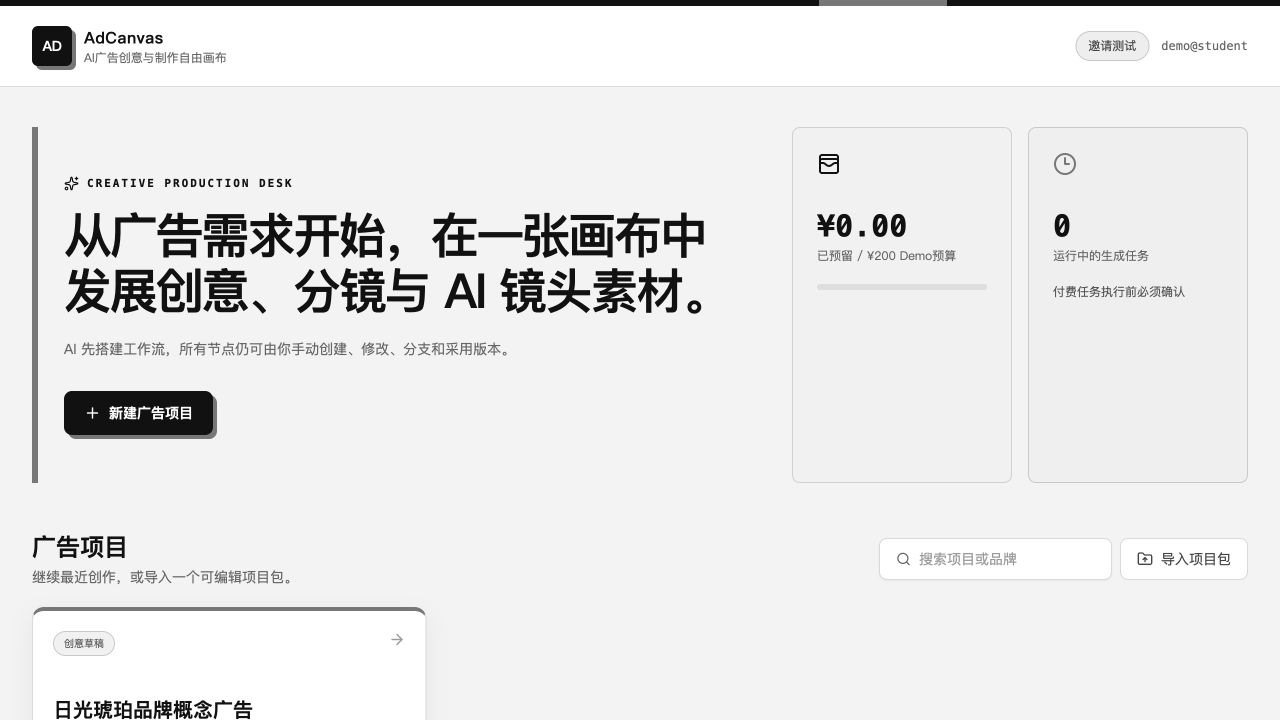 AD
AdCanvas
AI广告创意与制作自由画布
邀请测试
demo@student
CREATIVE PRODUCTION DESK
从广告需求开始，在一张画布中
发展创意、分镜与 AI 镜头素材。
AI 先搭建工作流，所有节点仍可由你手动创建、修改、分支和采用版本。
新建广告项目
¥0.00
已预留 / ¥200 Demo预算
0
运行中的生成任务
付费任务执行前必须确认
广告项目
继续最近创作，或导入一个可编辑项目包。
搜索项目或品牌
导入项目包
创意草稿
日光琥珀品牌概念广告